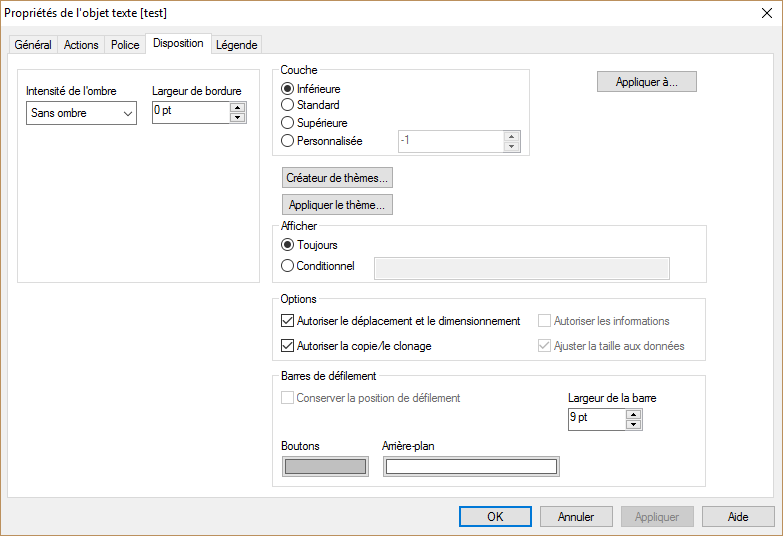 Propriétés de l'objet texte [test]
Général Actions Police Disposition Légende
Intensité de l'ombre Largeur de bordure
Sans ombre 0 pt
Couche
Inférieure
Standard
Supérieure
Personnalisée -1
Appliquer à...
Créateur de thèmes...
Appliquer le thème...
Afficher
Toujours
Conditionnel
Options
Autoriser le déplacement et le dimensionnement Autoriser les informations
Autoriser la copie/le clonage Ajuster la taille aux données
Barres de défilement
Conserver la position de défilement Largeur de la barre
9 pt
Boutons Arrière-plan
OK Annuler Appliquer Aide